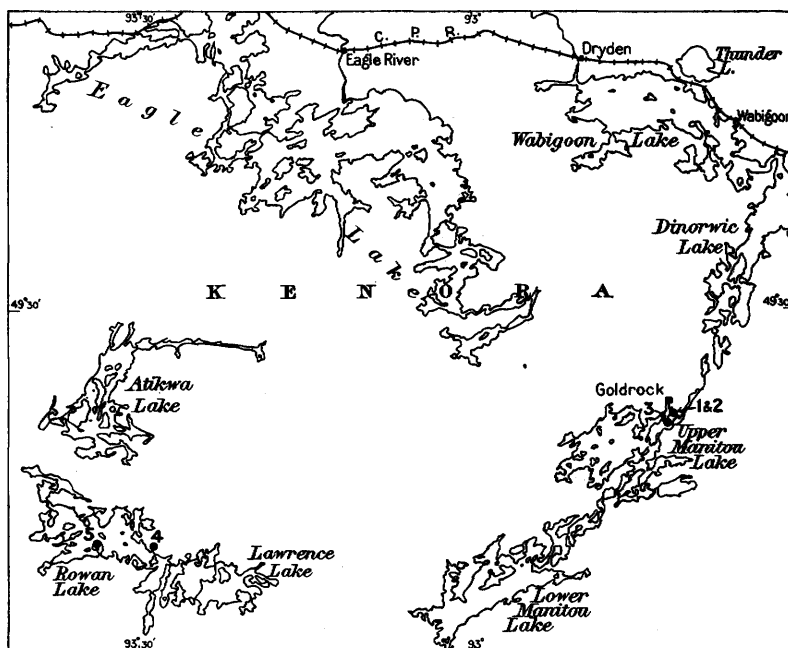 93°30'
93°
C. P. R.
Eagle River
Dryden
Thunder
L.
Wabigoon
Eagle
Lake
Wabigoon Lake
Dinorwic
Lake
KENORA
49°30'
49°30'
Atikwa
Lake
Goldrock
3
1&2
Upper
Manitou
Lake
5
4
Rowan
Lake
Lawrence
Lake
Lower
Manitou
Lake
93°30'
93°